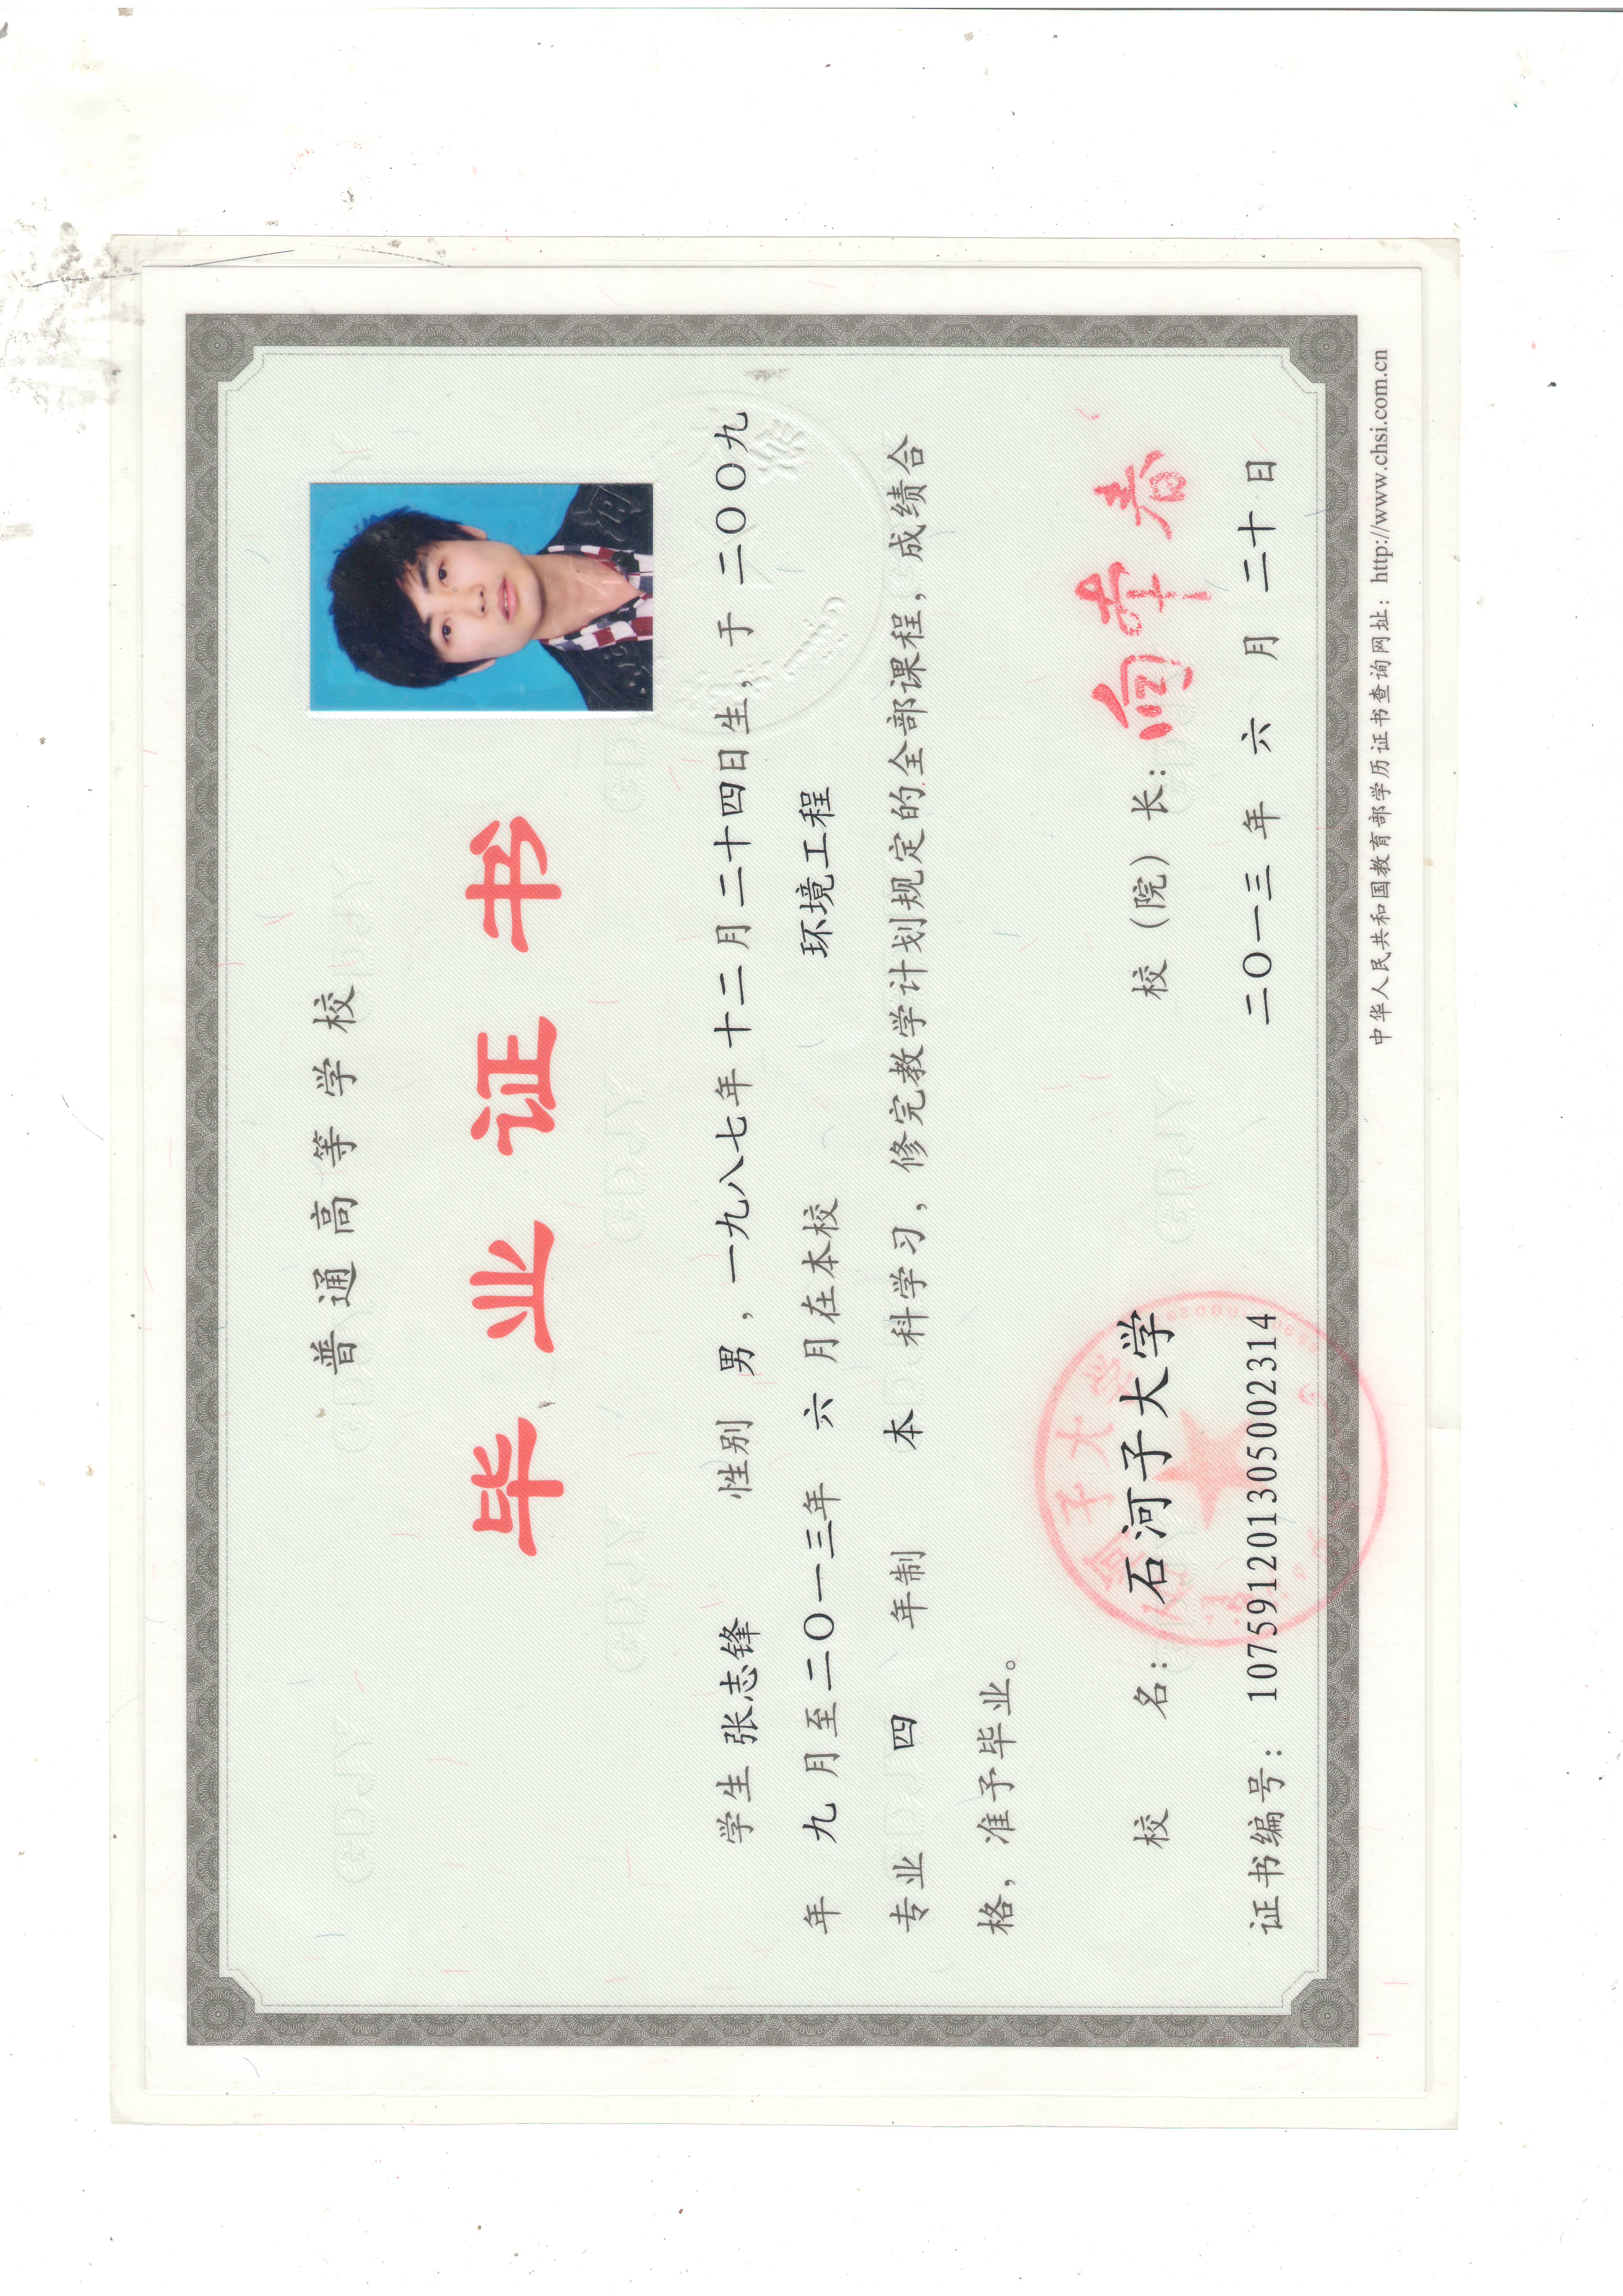 普通高等学校
毕业证书
学生 张志锋 性别 男，一九八七年十二月二十四日生，于 二〇〇九
年 九 月至二〇一三年 六 月在本校 环境工程
专业 四 年制 本 科学习，修完教学计划规定的全部课程，成绩合
格，准予毕业。
校 名：石河子大学 校（院）长：向本春
证书编号：107591201305002314 二〇一三 年 六 月 二十 日
中华人民共和国教育部学历证书查询网址：http://www.chsi.com.cn